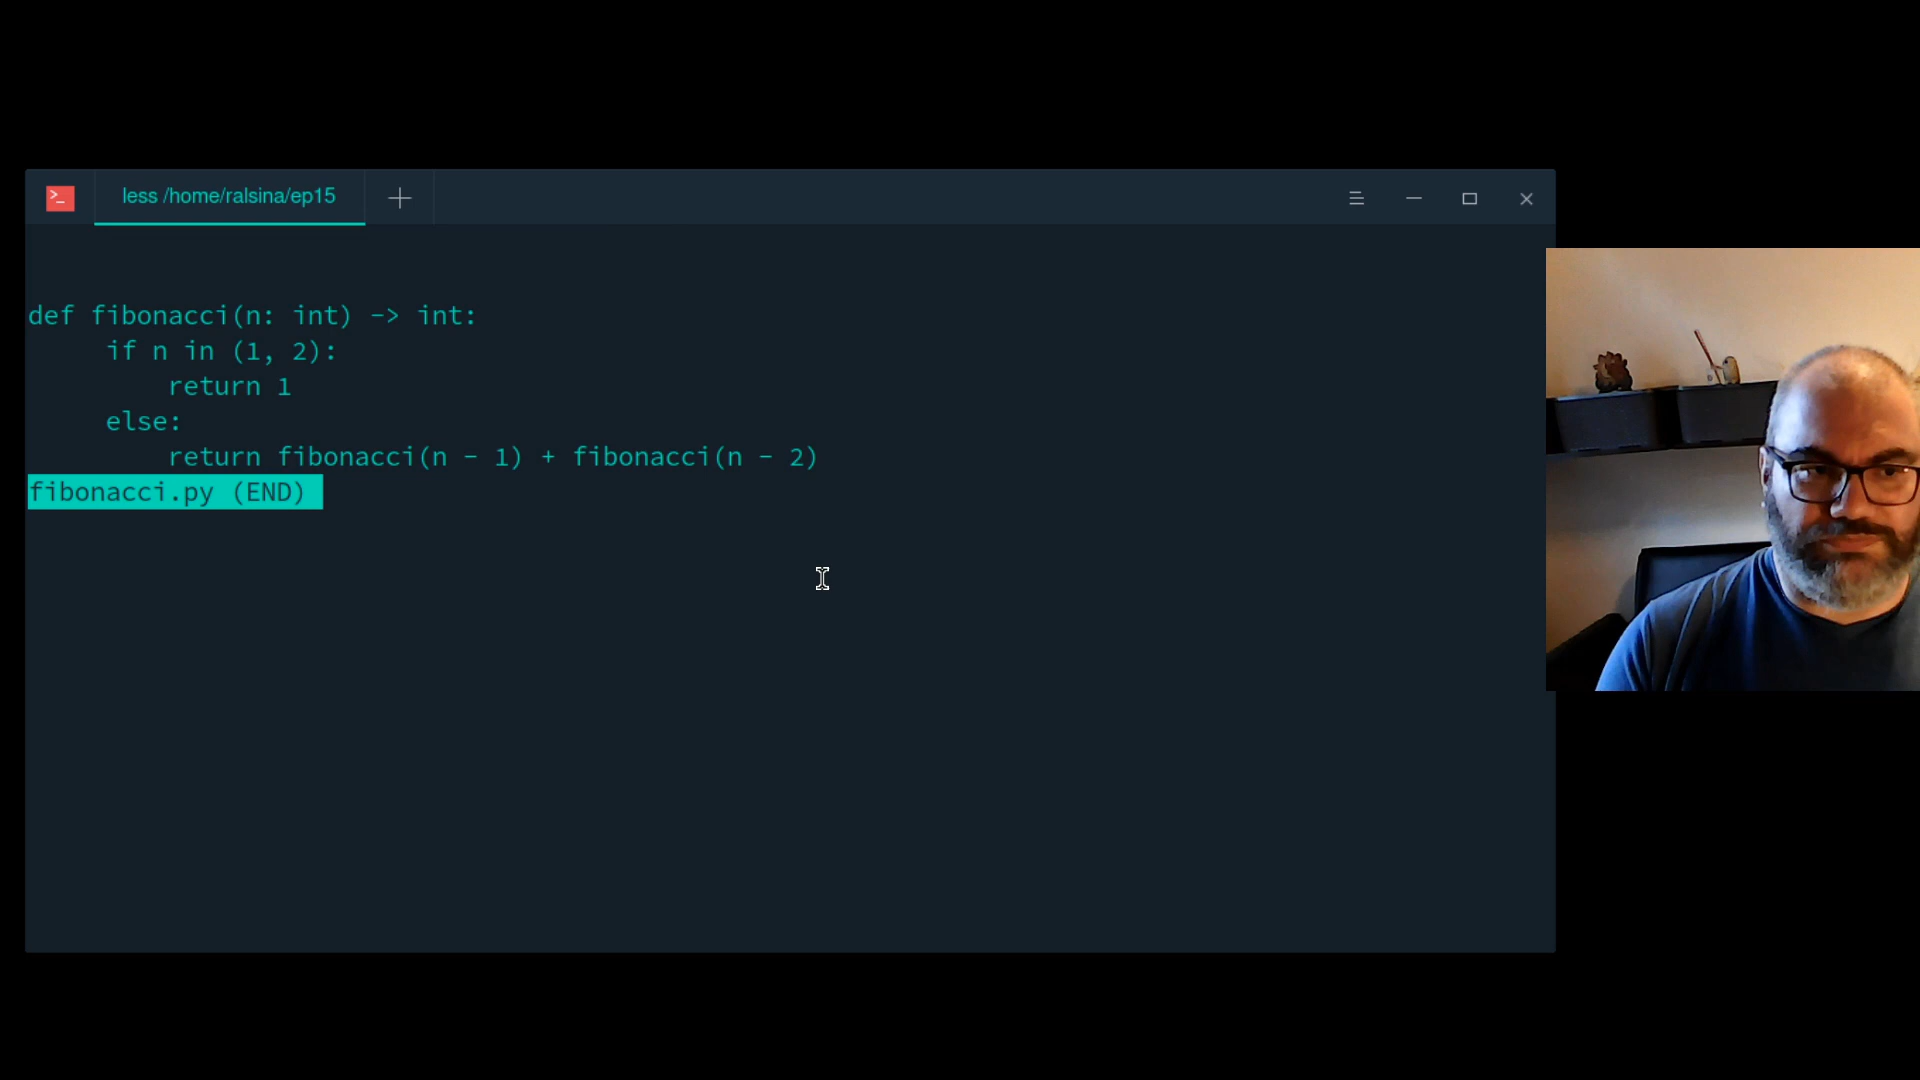 less /home/ralsina/ep15
def fibonacci(n: int) -> int:
     if n in (1, 2):
         return 1
     else:
         return fibonacci(n - 1) + fibonacci(n - 2)
fibonacci.py (END)